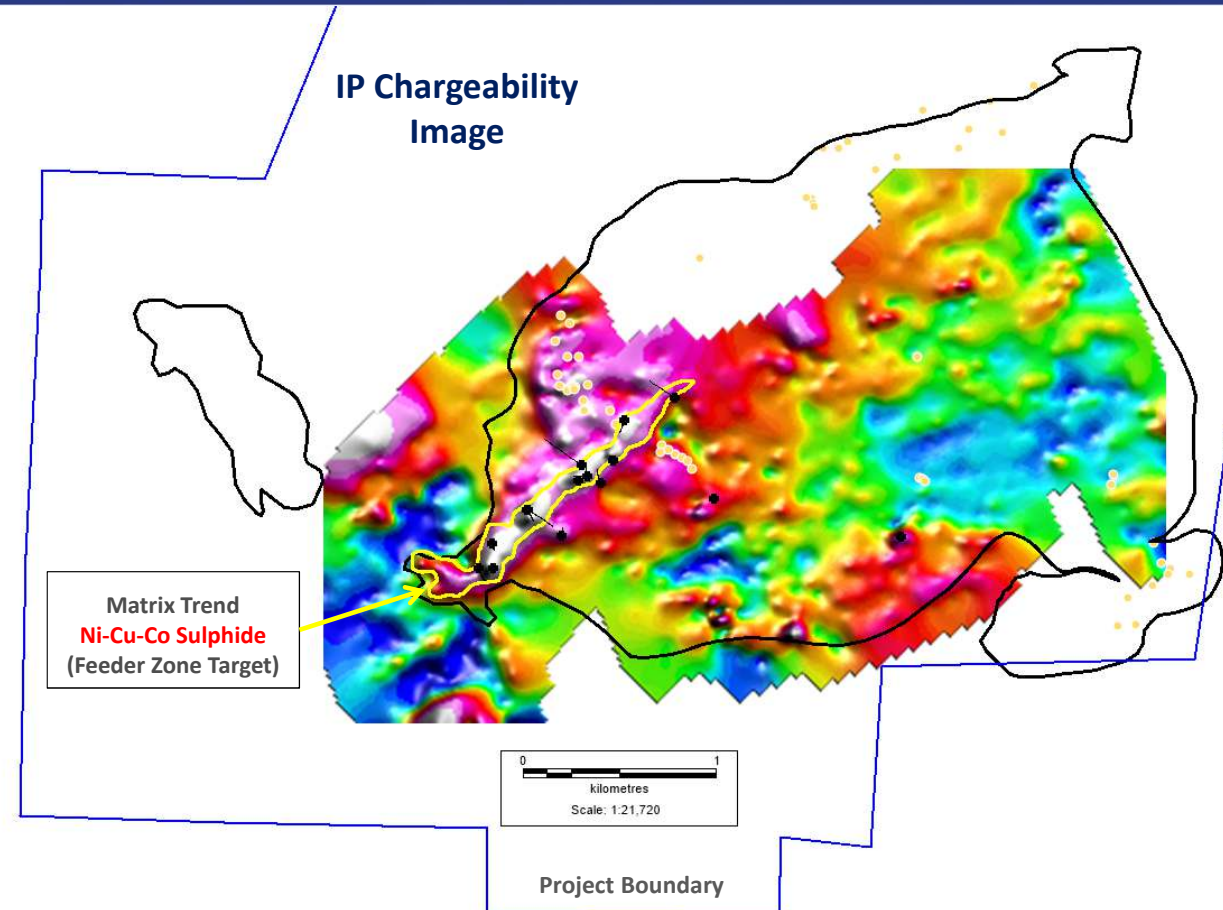 IP Chargeability
Image
Matrix Trend
Ni-Cu-Co Sulphide
(Feeder Zone Target)
0 1
kilometres
Scale: 1:21,720
Project Boundary